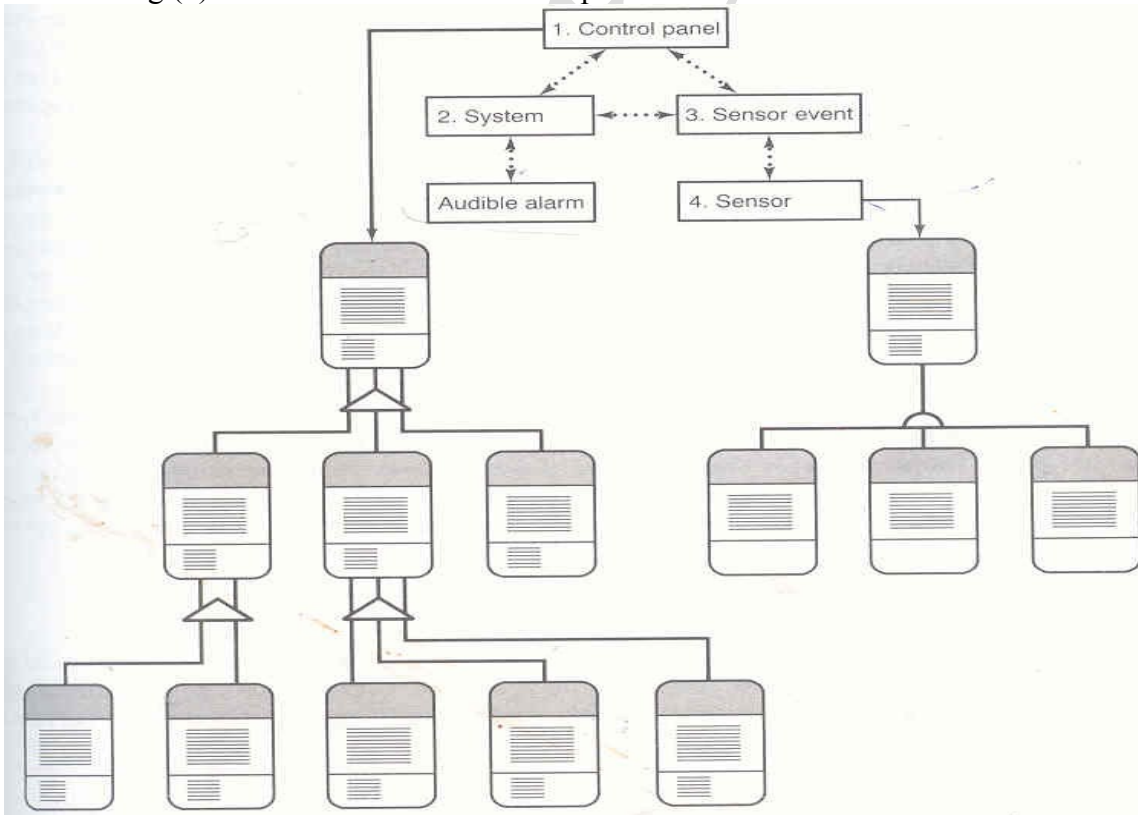 1. Control panel
2. System
3. Sensor event
Audible alarm
4. Sensor